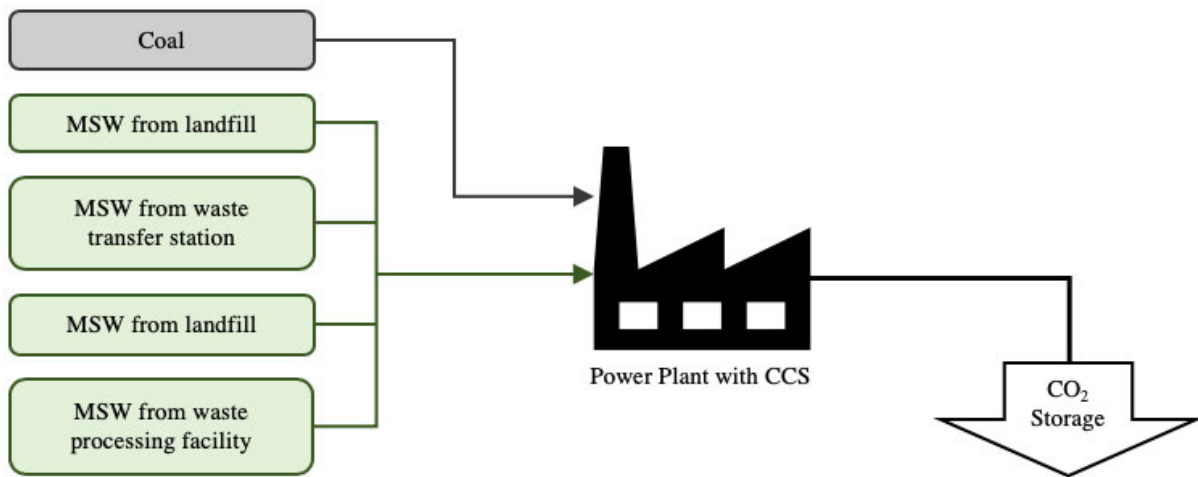 Coal
MSW from landfill
MSW from waste
transfer station
MSW from landfill
MSW from waste
processing facility
Power Plant with CCS
CO₂
Storage